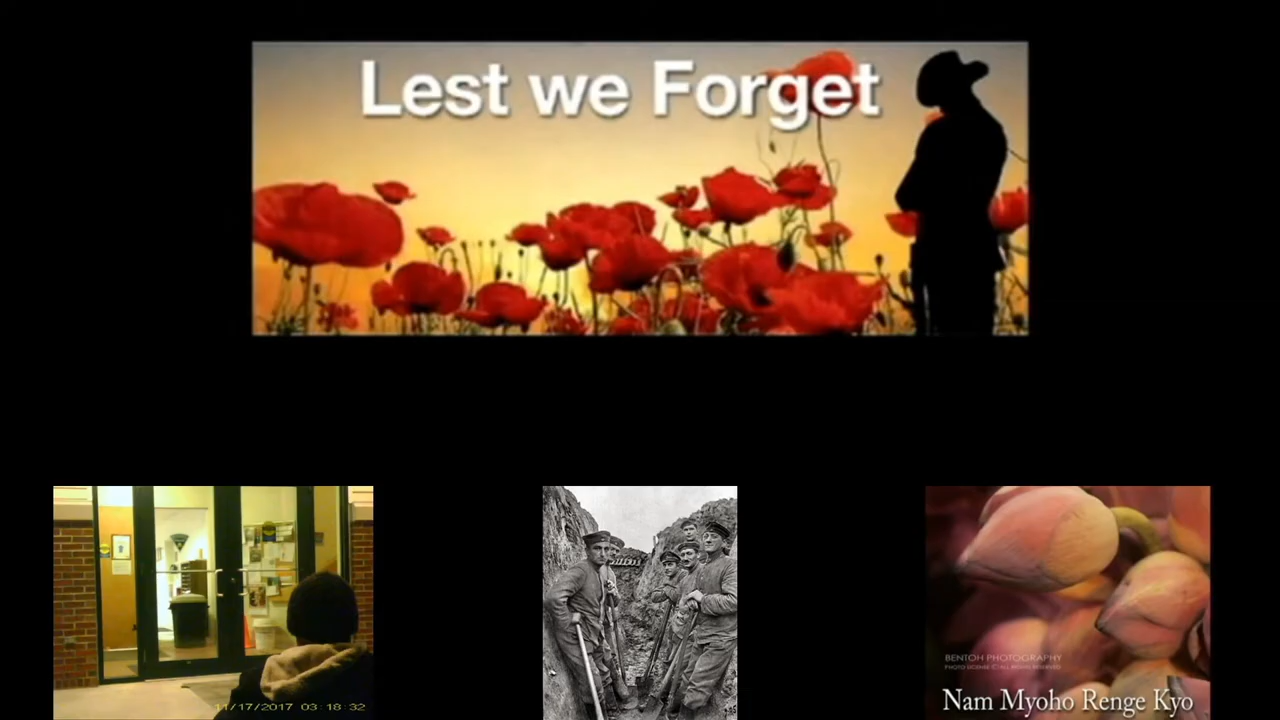 Lest we Forget
11/17/2017 03:18:32
BENTOH PHOTOGRAPHY
Nam Myoho Renge Kyo